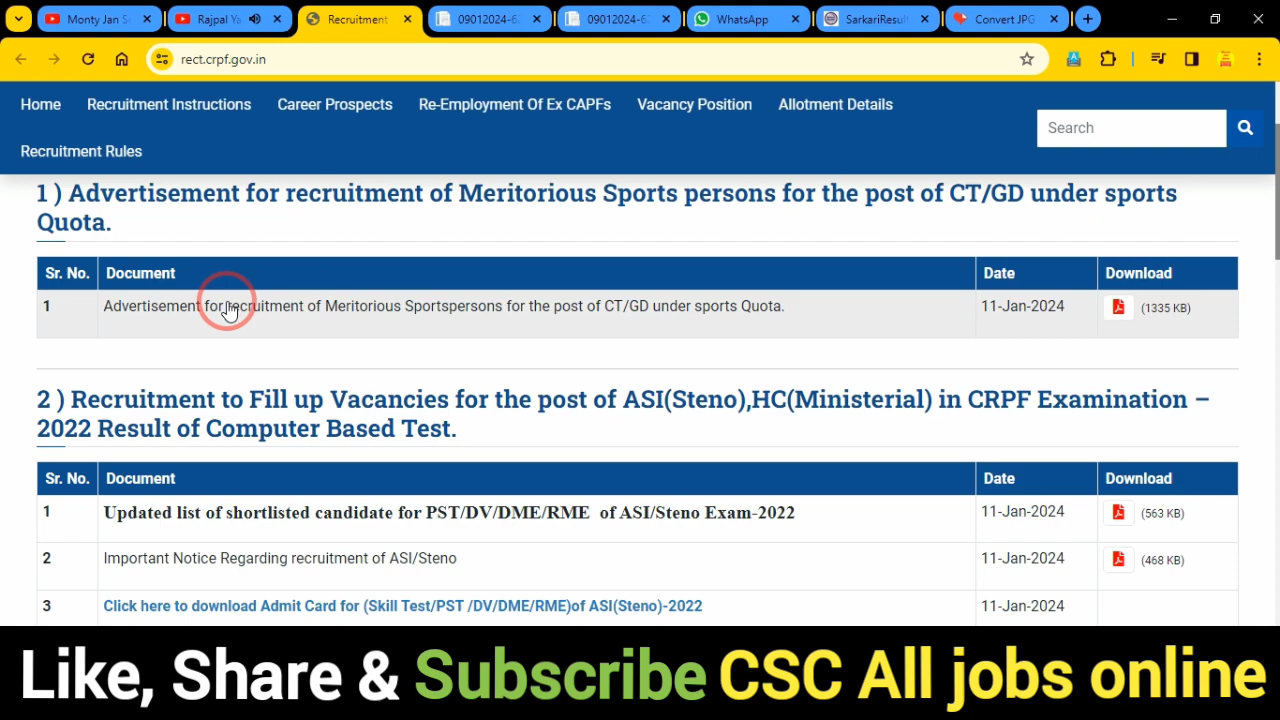 Monty Jan S
Rajpal Ya
Recruitment
09012024-6
09012024-6
WhatsApp
SarkariResul
Convert JPG
rect.crpf.gov.in
Home
Recruitment Instructions
Career Prospects
Re-Employment Of Ex CAPFs
Vacancy Position
Allotment Details
Search
Recruitment Rules
1 ) Advertisement for recruitment of Meritorious Sports persons for the post of CT/GD under sports
Quota.
Sr. No. Document Date Download
1 Advertisement for recruitment of Meritorious Sportspersons for the post of CT/GD under sports Quota. 11-Jan-2024 (1335 KB)
2 ) Recruitment to Fill up Vacancies for the post of ASI(Steno),HC(Ministerial) in CRPF Examination –
2022 Result of Computer Based Test.
Sr. No. Document Date Download
1 Updated list of shortlisted candidate for PST/DV/DME/RME of ASI/Steno Exam-2022 11-Jan-2024 (563 KB)
2 Important Notice Regarding recruitment of ASI/Steno 11-Jan-2024 (468 KB)
3 Click here to download Admit Card for (Skill Test/PST /DV/DME/RME)of ASI(Steno)-2022 11-Jan-2024
Like, Share & Subscribe CSC All jobs online